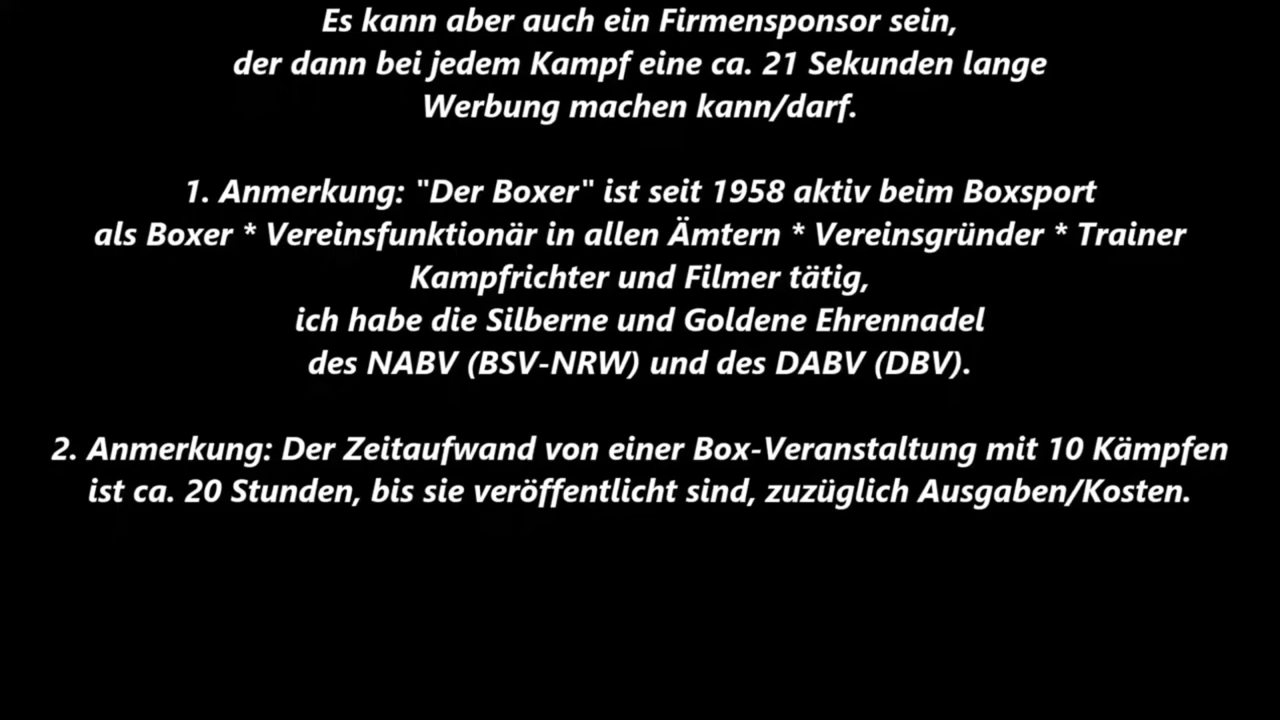 Es kann aber auch ein Firmensponsor sein,
der dann bei jedem Kampf eine ca. 21 Sekunden lange
Werbung machen kann/darf.
1. Anmerkung: "Der Boxer" ist seit 1958 aktiv beim Boxsport
als Boxer * Vereinsfunktionär in allen Ämtern * Vereinsgründer * Trainer
Kampfrichter und Filmer tätig,
ich habe die Silberne und Goldene Ehrennadel
des NABV (BSV-NRW) und des DABV (DBV).
2. Anmerkung: Der Zeitaufwand von einer Box-Veranstaltung mit 10 Kämpfen
ist ca. 20 Stunden, bis sie veröffentlicht sind, zuzüglich Ausgaben/Kosten.